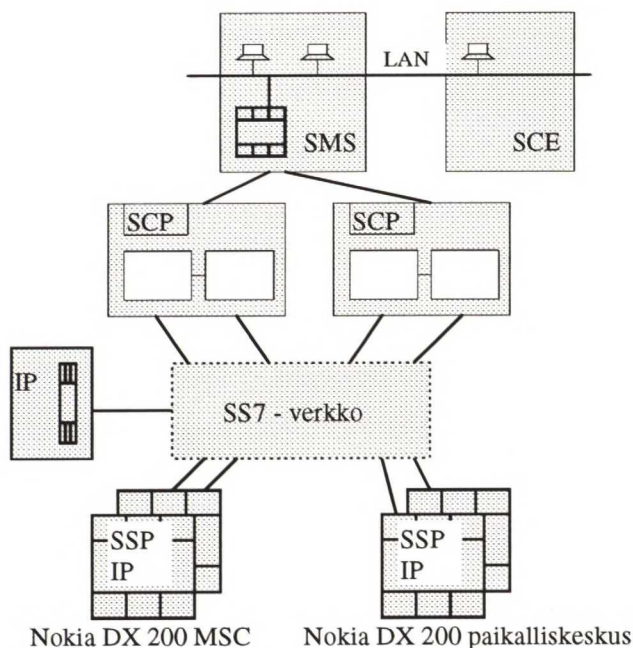 LAN
SMS
SCE
SCP
SCP
IP
SS7 - verkko
SSP
IP
SSP
IP
Nokia DX 200 MSC
Nokia DX 200 paikalliskeskus